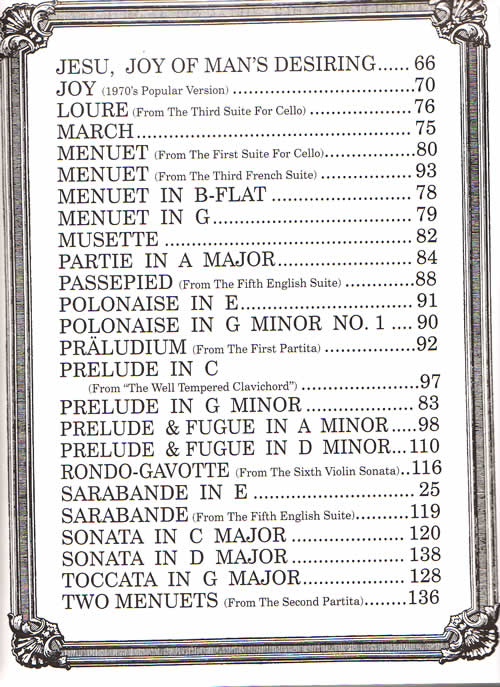 JESU, JOY OF MAN'S DESIRING...... 66
JOY (1970's Popular Version) ........................................70
LOURE (From The Third Suite For Cello) ......................... 76
MARCH............................................... 75
MENUET (From The First Suite For Cello)....................80
MENUET (From The Third French Suite) ..................... 93
MENUET IN B-FLAT ........................ 78
MENUET IN G.................................. 79
MUSETTE .......................................... 82
PARTIE IN A MAJOR....................... 84
PASSEPIED (From The Fifth English Suite) .................88
POLONAISE IN E............................. 91
POLONAISE IN G MINOR NO. 1 .... 90
PRÄLUDIUM (From The First Partita) .....................92
PRELUDE IN C
(From "The Well Tempered Clavichord") .........................97
PRELUDE IN G MINOR .................. 83
PRELUDE & FUGUE IN A MINOR.....98
PRELUDE & FUGUE IN D MINOR... 110
RONDO-GAVOTTE (From The Sixth Violin Sonata)..116
SARABANDE IN E ........................... 25
SARABANDE (From The Fifth English Suite).........119
SONATA IN C MAJOR ................... 120
SONATA IN D MAJOR ................... 138
TOCCATA IN G MAJOR.................. 128
TWO MENUETS (From The Second Partita)........136